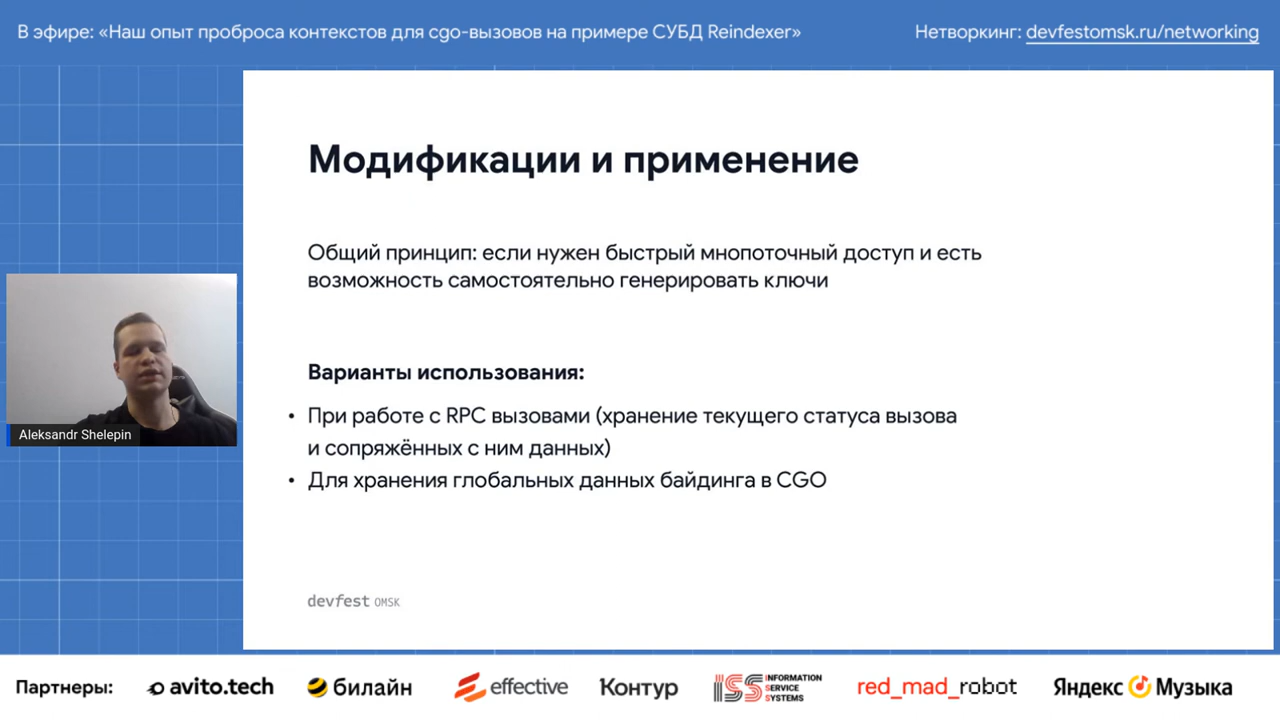 В эфире: «Наш опыт проброса контекстов для cgo-вызовов на примере СУБД Reindexer»
Нетворкинг: devfestomsk.ru/networking
Модификации и применение
Общий принцип: если нужен быстрый мнопоточный доступ и есть
возможность самостоятельно генерировать ключи
Варианты использования:
• При работе с RPC вызовами (хранение текущего статуса вызова
и сопряжённых с ним данных)
• Для хранения глобальных данных байдинга в CGO
Aleksandr Shelepin
devfest OMSK
Партнеры:
avito.tech
билайн
effective
Контур
ISS INFORMATION
SERVICE
SYSTEMS
red_mad_robot
Яндекс Музыка